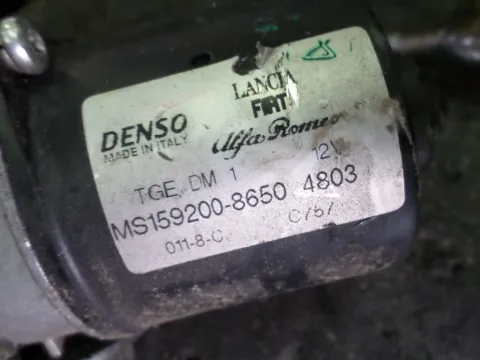 LANCIA
FIAT
Alfa Romeo
DENSO
MADE IN ITALY
TGE DM 1 12V
MS159200-8650 4803
011-8-C C757